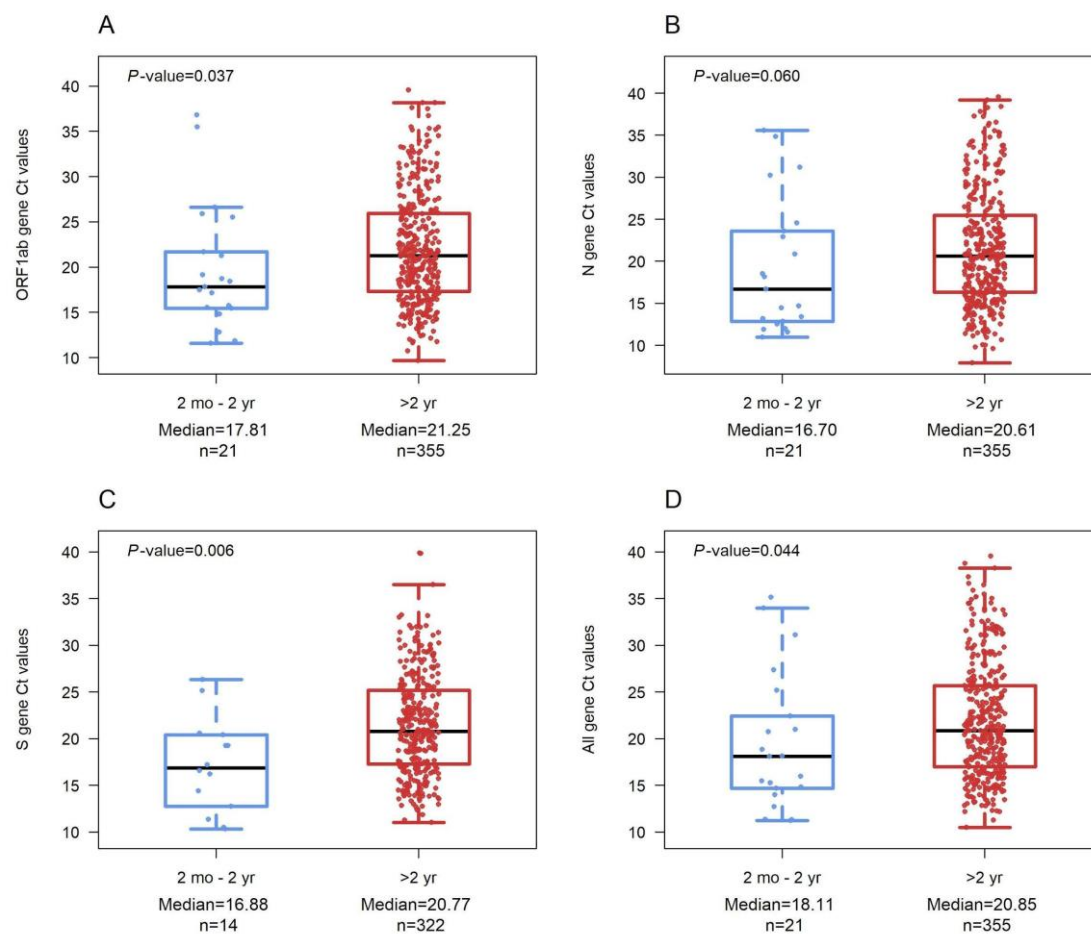 A
P-value=0.037
ORF1ab gene Ct values
40
35
30
25
20
15
10
2 mo - 2 yr
>2 yr
Median=17.81
Median=21.25
n=21
n=355
B
P-value=0.060
N gene Ct values
40
35
30
25
20
15
10
2 mo - 2 yr
>2 yr
Median=16.70
Median=20.61
n=21
n=355
C
P-value=0.006
S gene Ct values
40
35
30
25
20
15
10
2 mo - 2 yr
>2 yr
Median=16.88
Median=20.77
n=14
n=322
D
P-value=0.044
All gene Ct values
40
35
30
25
20
15
10
2 mo - 2 yr
>2 yr
Median=18.11
Median=20.85
n=21
n=355